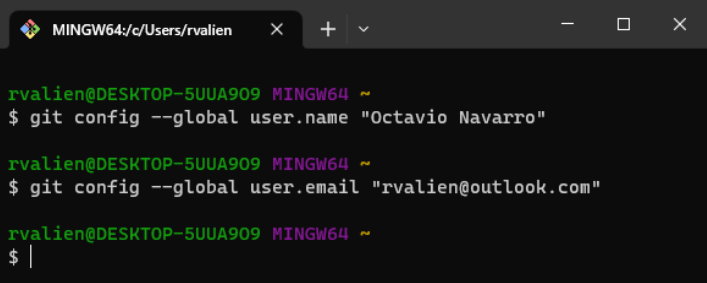 MINGW64:/c/Users/rvalien
rvalien@DESKTOP-5UUA9O9 MINGW64 ~
$ git config --global user.name "Octavio Navarro"
rvalien@DESKTOP-5UUA9O9 MINGW64 ~
$ git config --global user.email "rvalien@outlook.com"
rvalien@DESKTOP-5UUA9O9 MINGW64 ~
$